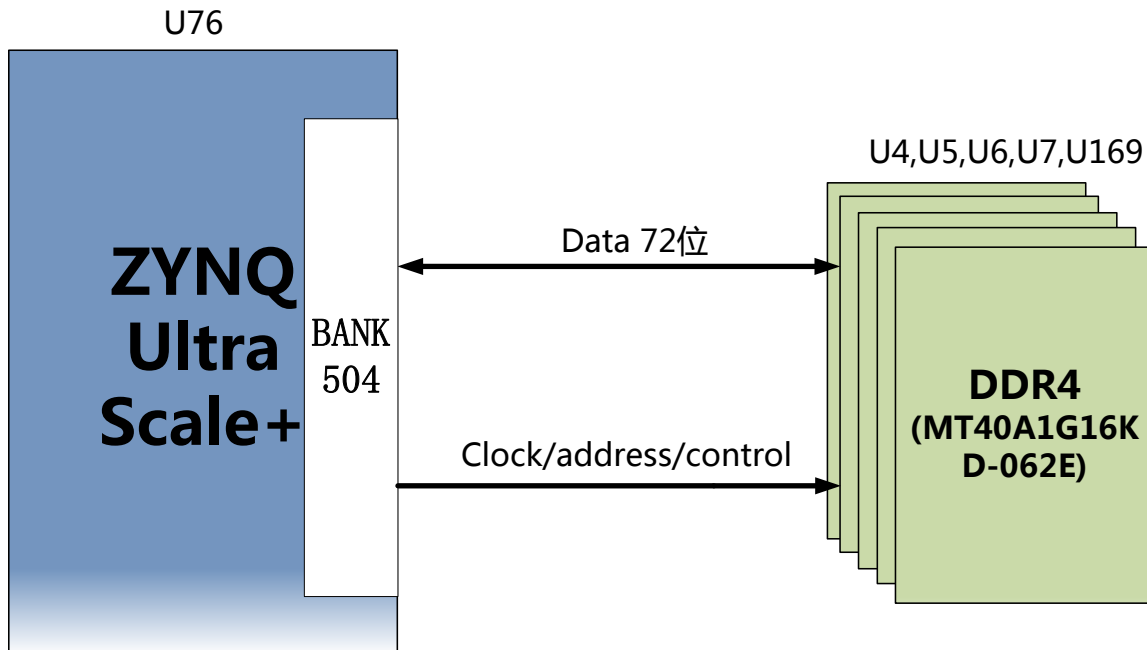 U76
ZYNQ
Ultra
Scale+
BANK
504
Data 72位
Clock/address/control
U4,U5,U6,U7,U169
DDR4
(MT40A1G16K
D-062E)